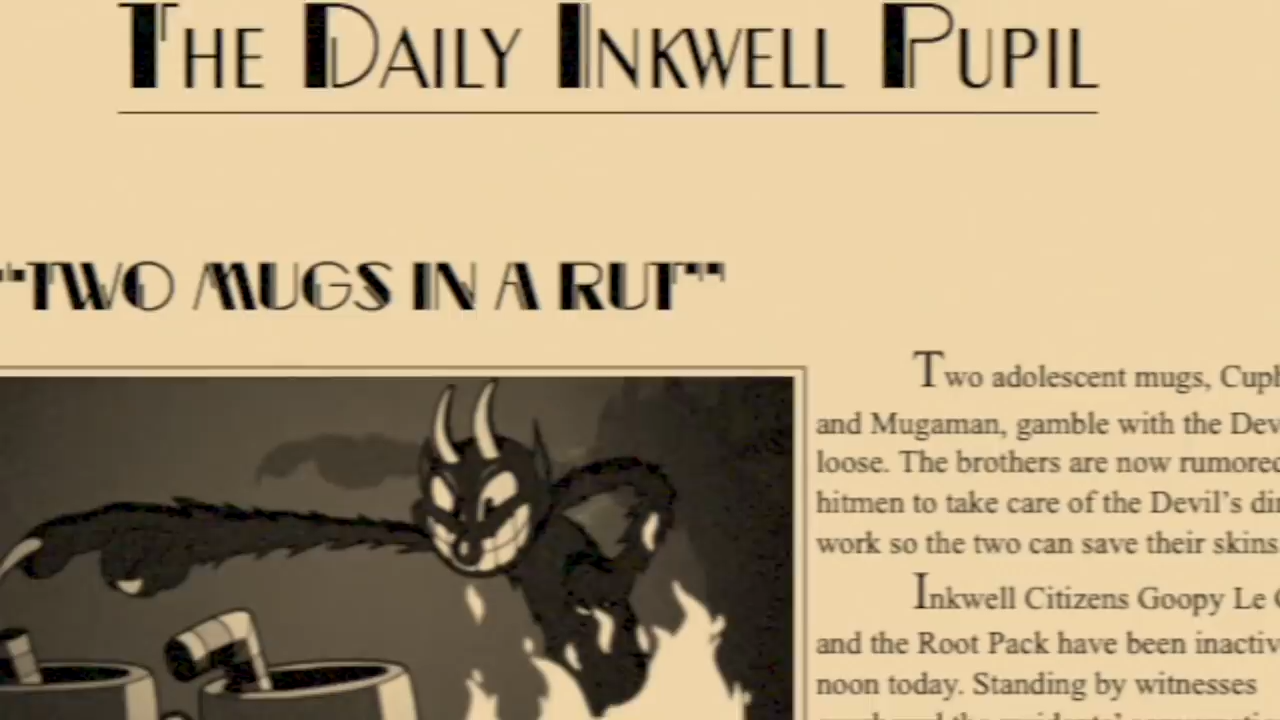 The Daily Inkwell Pupil
"TWO MUGS IN A RUT"
Two adolescent mugs,
and Mugaman, gamble with the
loose. The brothers are now rumored
hitmen to take care of the Devil's
work so the two can save their skins
Inkwell Citizens Goopy Le
and the Root Pack have been
noon today. Standing by witnesses